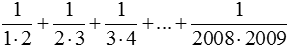 1/(1·2) + 1/(2·3) + 1/(3·4) + ... + 1/(2008·2009)